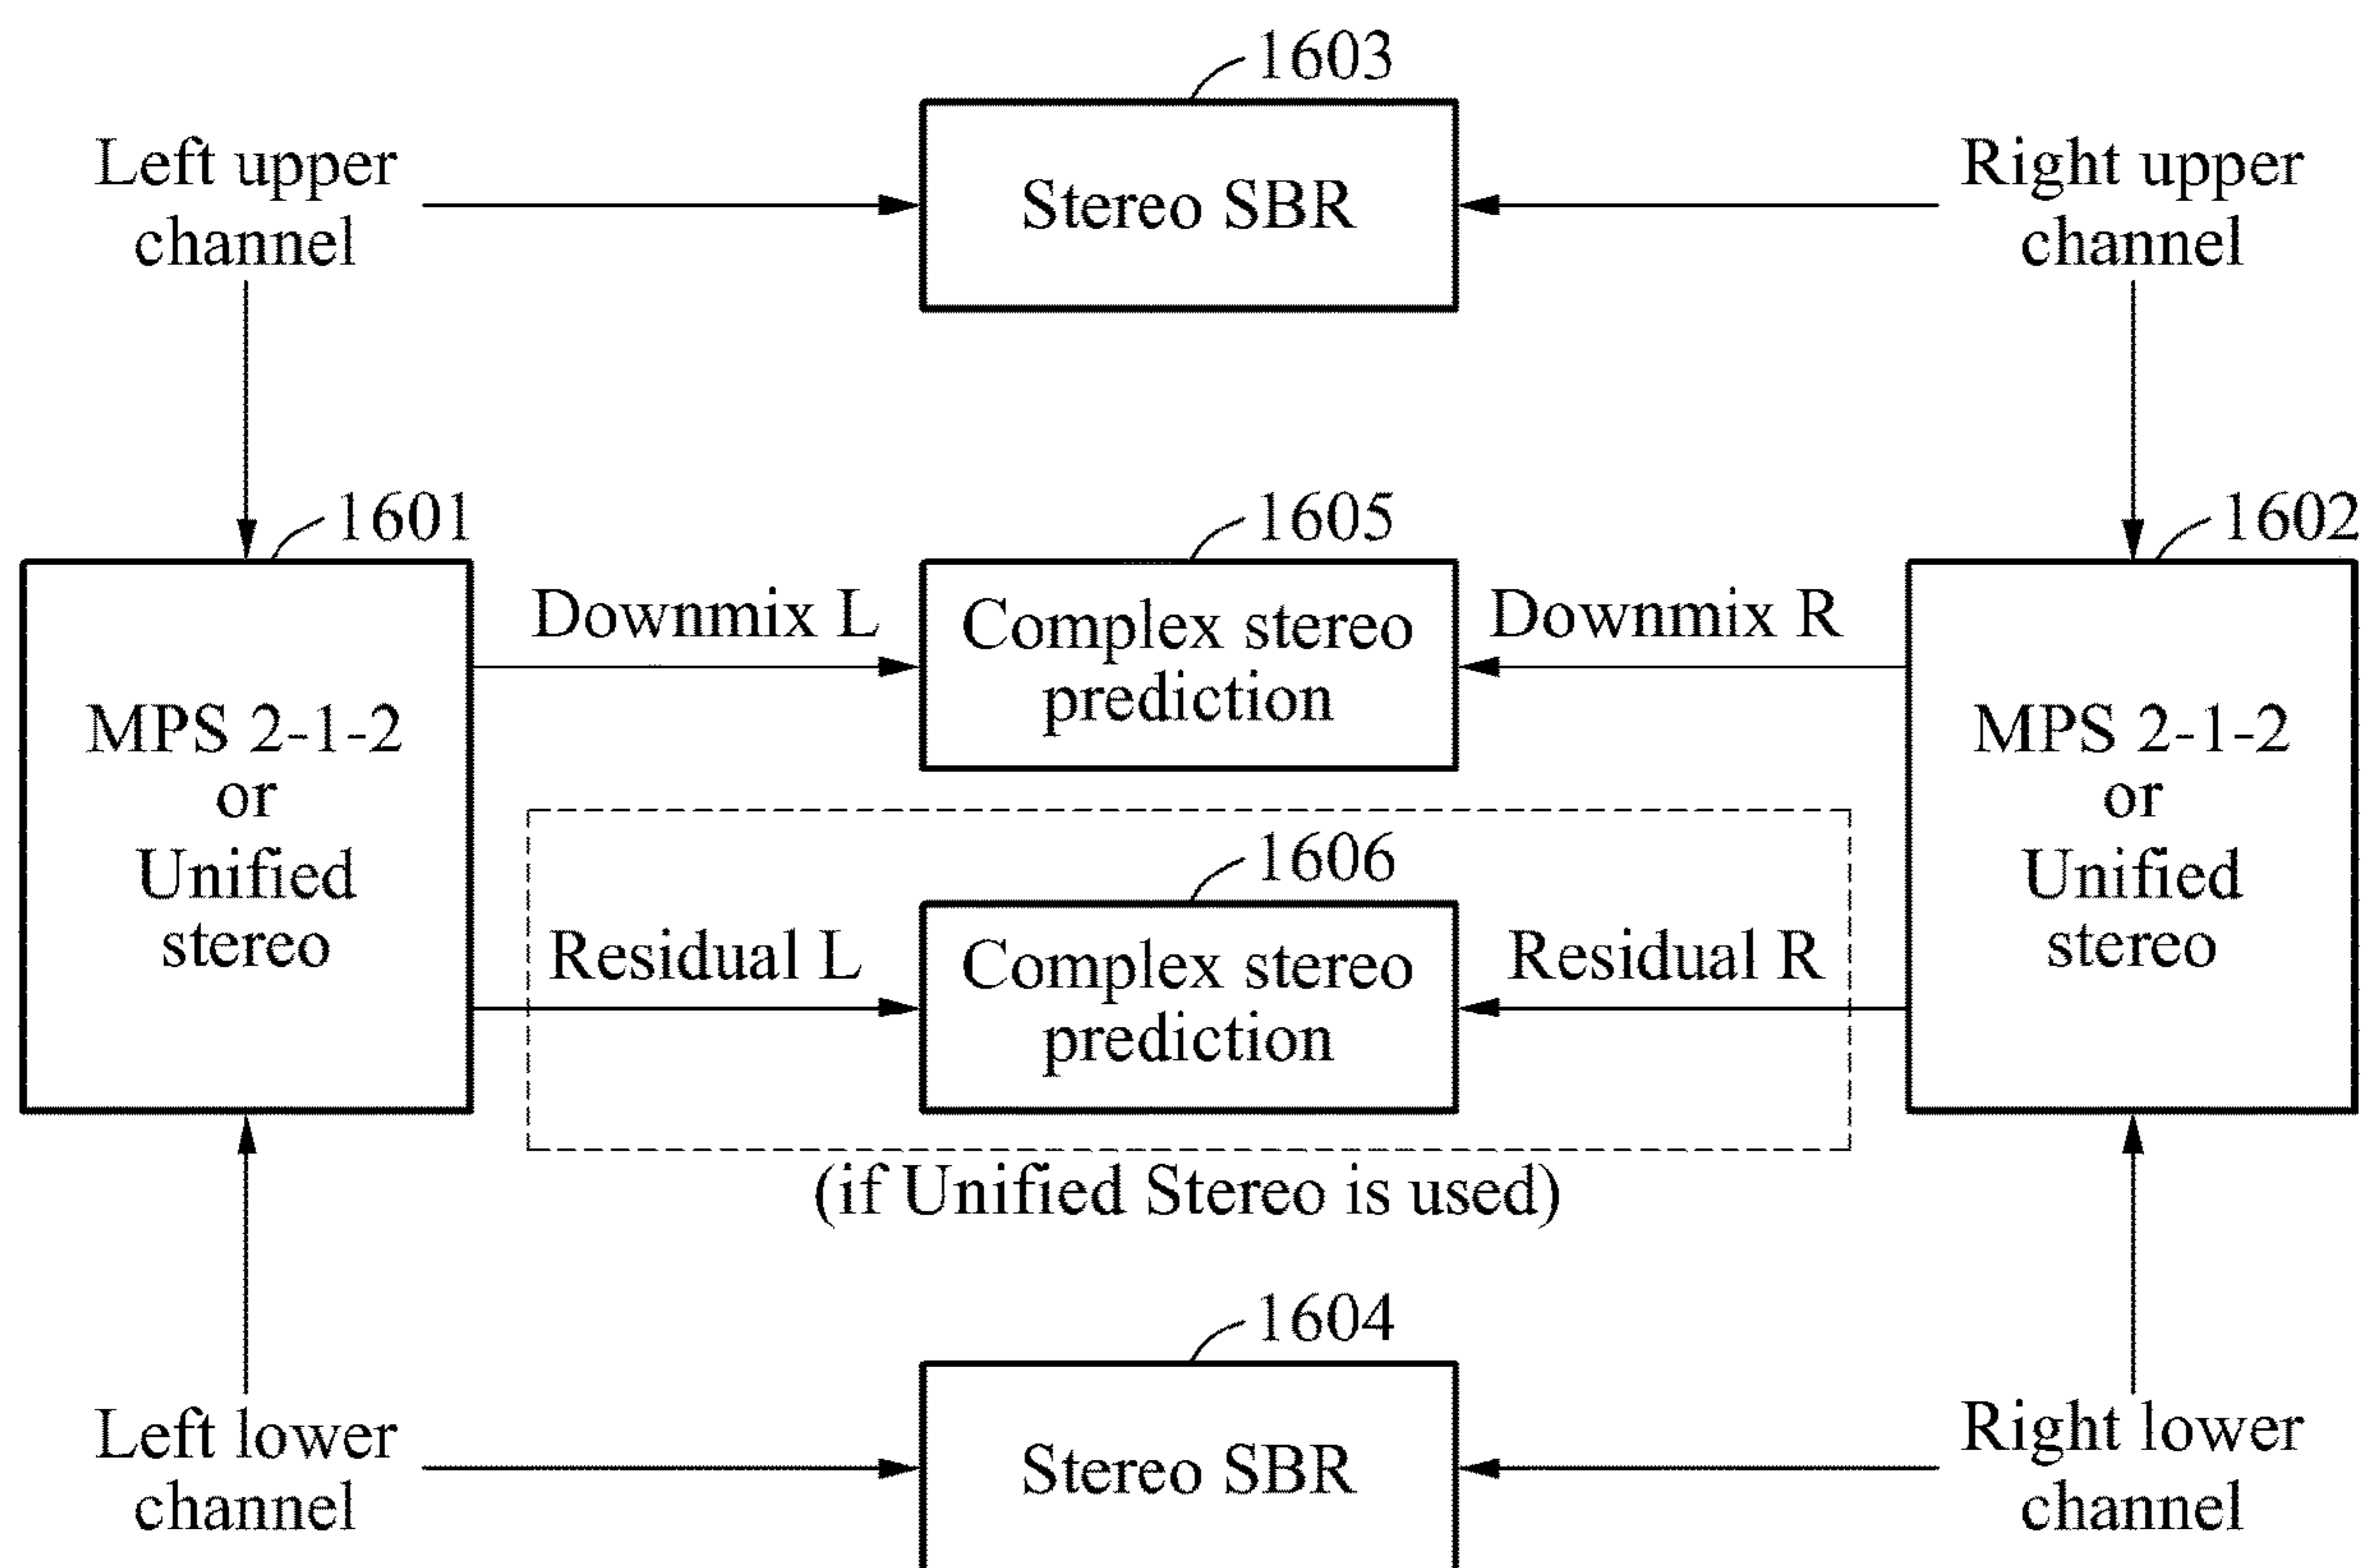 1603
Left upper
channel
Stereo SBR
Right upper
channel
1601
1605
1602
MPS 2-1-2
or
Unified
stereo
Downmix L
Complex stereo
prediction
Downmix R
MPS 2-1-2
or
Unified
stereo
1606
Residual L
Complex stereo
prediction
Residual R
(if Unified Stereo is used)
1604
Left lower
channel
Stereo SBR
Right lower
channel